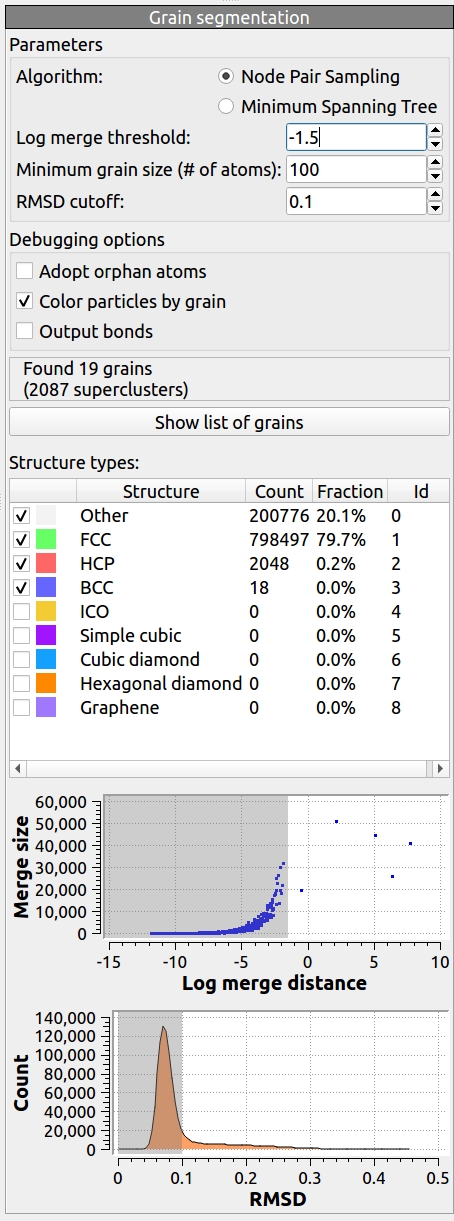 Grain segmentation
Parameters
Algorithm: Node Pair Sampling
Minimum Spanning Tree
Log merge threshold: -1.5
Minimum grain size (# of atoms): 100
RMSD cutoff: 0.1
Debugging options
Adopt orphan atoms
Color particles by grain
Output bonds
Found 19 grains
(2087 superclusters)
Show list of grains
Structure types:
Structure Count Fraction Id
Other 200776 20.1% 0
FCC 798497 79.7% 1
HCP 2048 0.2% 2
BCC 18 0.0% 3
ICO 0 0.0% 4
Simple cubic 0 0.0% 5
Cubic diamond 0 0.0% 6
Hexagonal diamond 0 0.0% 7
Graphene 0 0.0% 8
Merge size
60,000
50,000
40,000
30,000
20,000
10,000
0
-15 -10 -5 0 5 10
Log merge distance
Count
140,000
120,000
100,000
80,000
60,000
40,000
20,000
0
0 0.1 0.2 0.3 0.4 0.5
RMSD